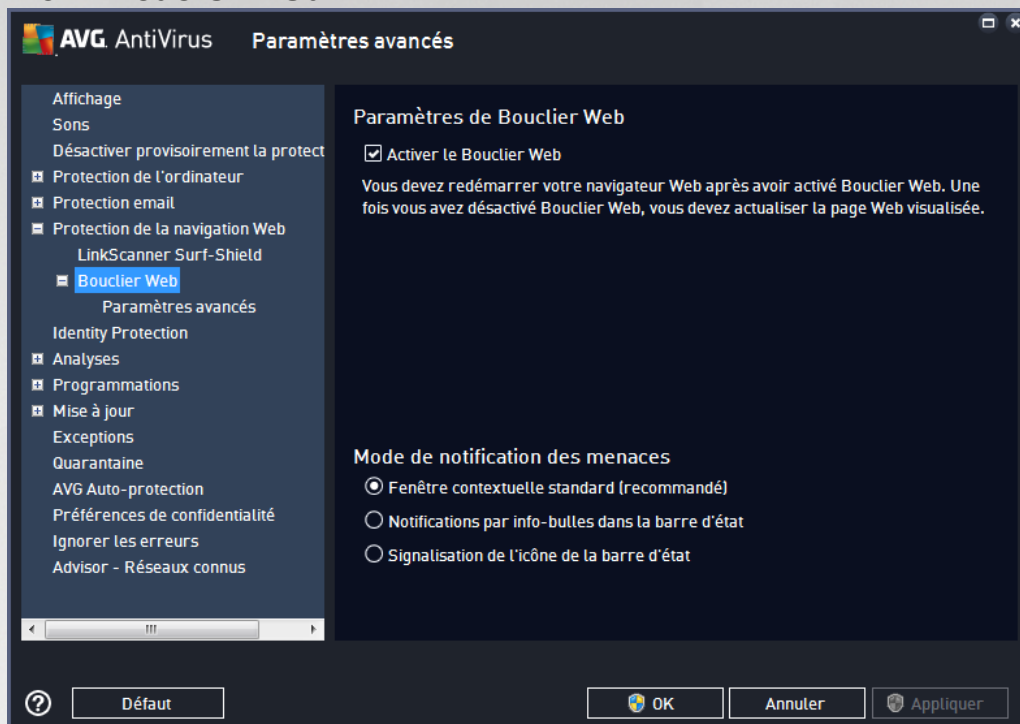 AVG. AntiVirus Paramètres avancés
Affichage
Sons
Désactiver provisoirement la protect
Protection de l'ordinateur
Protection email
Protection de la navigation Web
LinkScanner Surf-Shield
Bouclier Web
Paramètres avancés
Identity Protection
Analyses
Programmations
Mise à jour
Exceptions
Quarantaine
AVG Auto-protection
Préférences de confidentialité
Ignorer les erreurs
Advisor - Réseaux connus
Paramètres de Bouclier Web
Activer le Bouclier Web
Vous devez redémarrer votre navigateur Web après avoir activé Bouclier Web. Une
fois vous avez désactivé Bouclier Web, vous devez actualiser la page Web visualisée.
Mode de notification des menaces
Fenêtre contextuelle standard (recommandé)
Notifications par info-bulles dans la barre d'état
Signalisation de l'icône de la barre d'état
? Défaut OK Annuler Appliquer